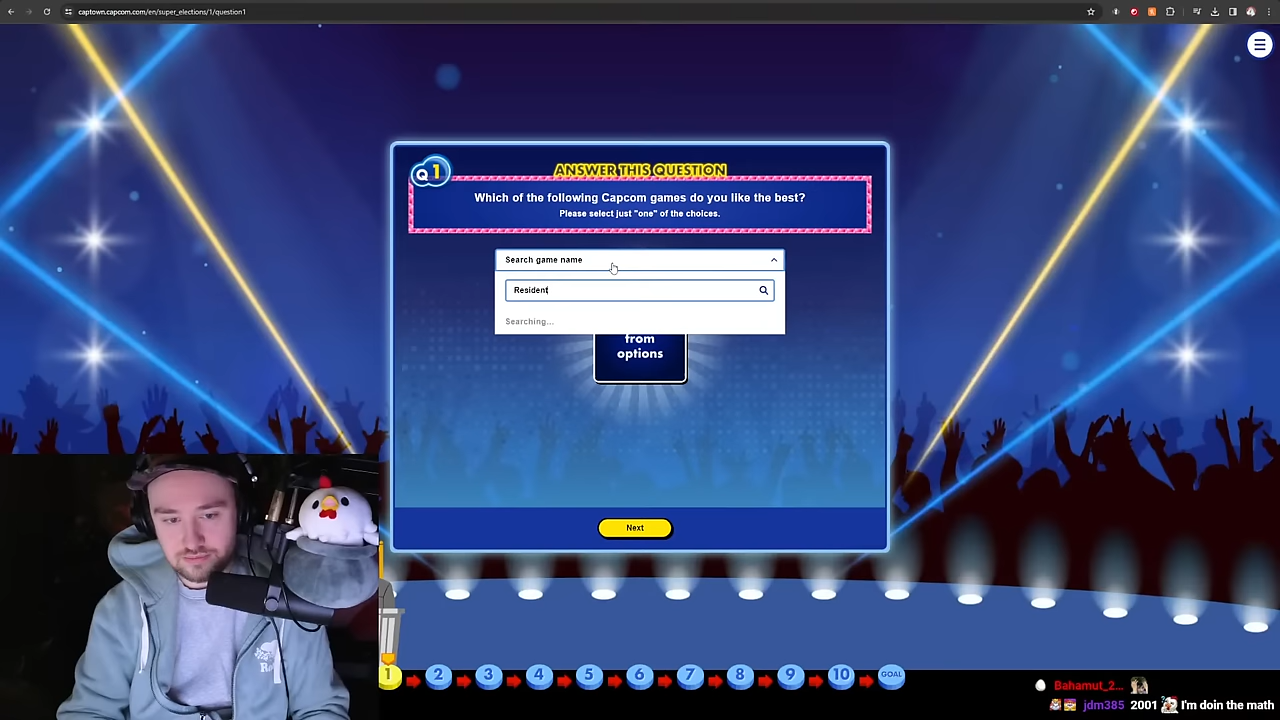 captown.capcom.com/en/super_elections/1/question1
Q1
ANSWER THIS QUESTION
Which of the following Capcom games do you like the best?
Please select just "one" of the choices.
Search game name
Resident
Searching...
from
options
Next
1 2 3 4 5 6 7 8 9 10 GOAL
Bahamut_2...
jdm385 2001 I'm doin the math